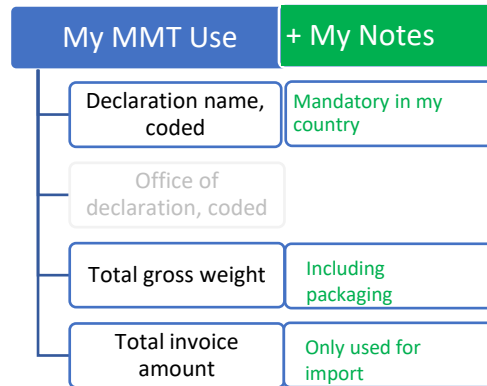 My MMT Use + My Notes
Declaration name,
coded
Mandatory in my
country
Office of
declaration, coded
Total gross weight
Including
packaging
Total invoice
amount
Only used for
import